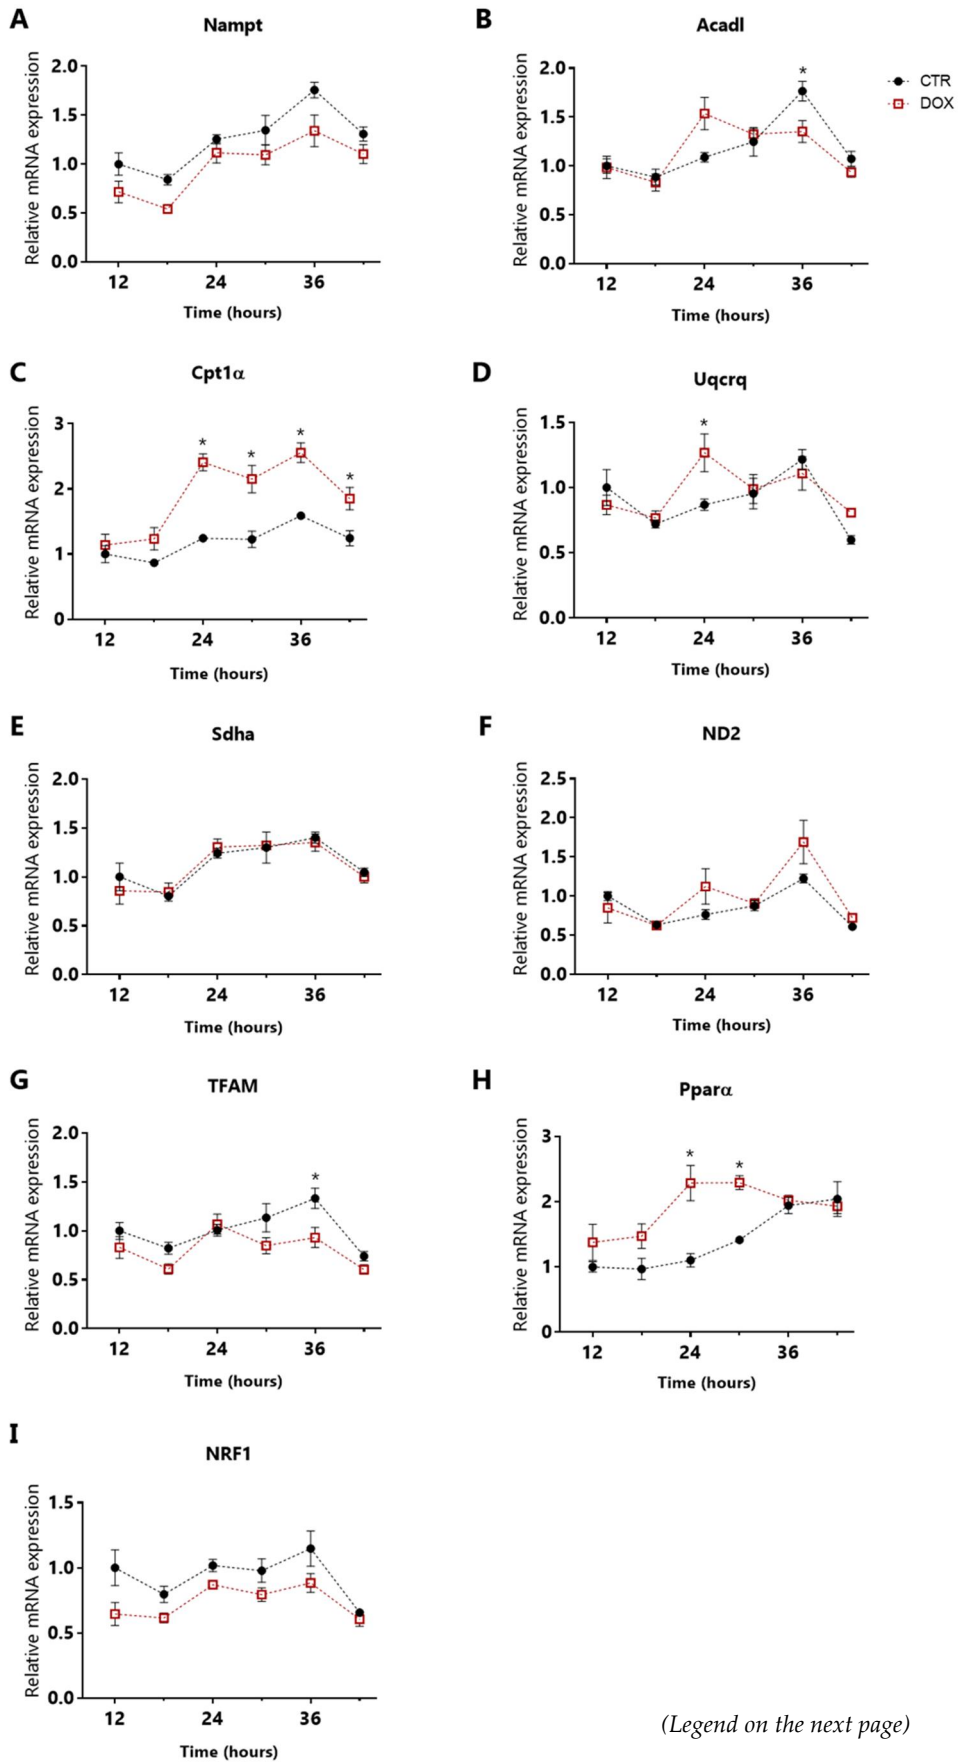 A
Nampt
Relative mRNA expression
2.0
1.5
1.0
0.5
0.0
12 24 36
Time (hours)
B
Acadl
Relative mRNA expression
2.0
1.5
1.0
0.5
0.0
*
12 24 36
Time (hours)
CTR
DOX
C
Cpt1α
Relative mRNA expression
3
2
1
0
* * * *
12 24 36
Time (hours)
D
Uqcrq
Relative mRNA expression
1.5
1.0
0.5
0.0
*
12 24 36
Time (hours)
E
Sdha
Relative mRNA expression
2.0
1.5
1.0
0.5
0.0
12 24 36
Time (hours)
F
ND2
Relative mRNA expression
2.5
2.0
1.5
1.0
0.5
0.0
12 24 36
Time (hours)
G
TFAM
Relative mRNA expression
2.0
1.5
1.0
0.5
0.0
*
12 24 36
Time (hours)
H
Pparα
Relative mRNA expression
3
2
1
0
* *
12 24 36
Time (hours)
I
NRF1
Relative mRNA expression
1.5
1.0
0.5
0.0
12 24 36
Time (hours)
(Legend on the next page)